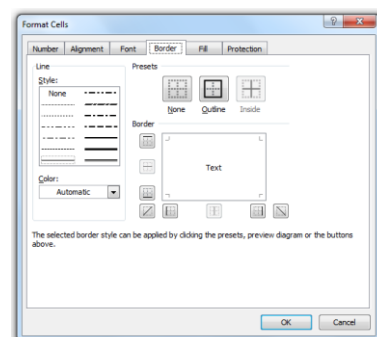 Format Cells
Number Alignment Font Border Fill Protection
Line
Style:
None
Color:
Automatic
Presets
None Outline Inside
Border
Text
The selected border style can be applied by clicking the presets, preview diagram or the buttons
above.
OK Cancel